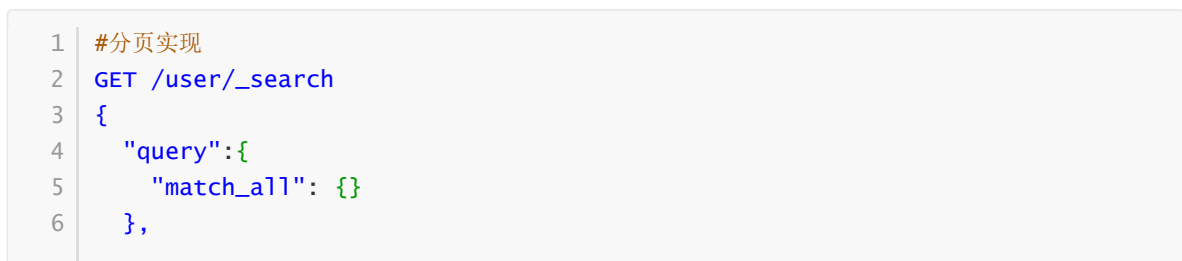 1 #分页实现
2 GET /user/_search
3 {
4   "query":{
5     "match_all": {}
6   },